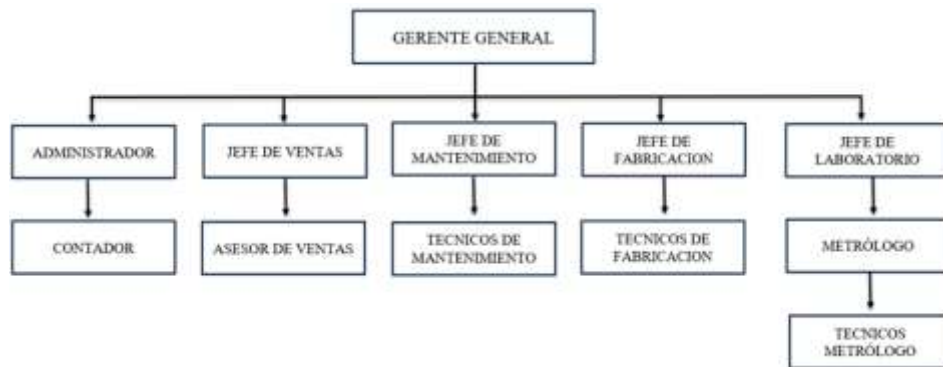 GERENTE GENERAL
ADMINISTRADOR
JEFE DE VENTAS
JEFE DE
MANTENIMIENTO
JEFE DE
FABRICACION
JEFE DE
LABORATORIO
CONTADOR
ASESOR DE VENTAS
TECNICOS DE
MANTENIMIENTO
TECNICOS DE
FABRICACION
METRÓLOGO
TECNICOS
METRÓLOGO